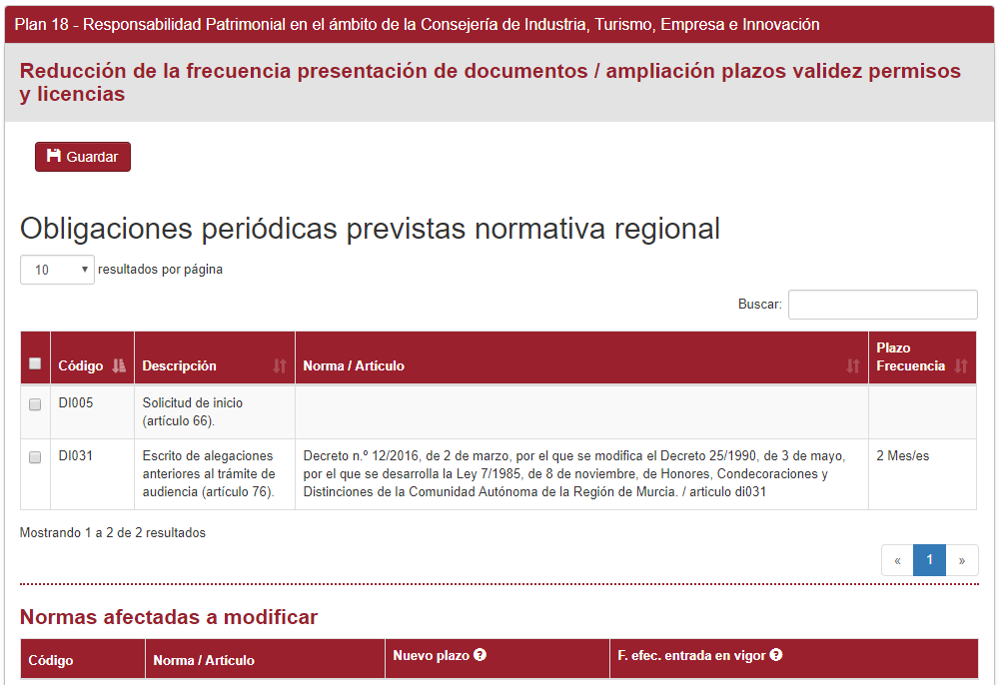 Plan 18 - Responsabilidad Patrimonial en el ámbito de la Consejería de Industria, Turismo, Empresa e Innovación
Reducción de la frecuencia presentación de documentos / ampliación plazos validez permisos
y licencias
Guardar
Obligaciones periódicas previstas normativa regional
10 resultados por página
Buscar:
Código Descripción Norma / Artículo Plazo
Frecuencia
DI005 Solicitud de inicio
(artículo 66).
DI031 Escrito de alegaciones Decreto n.º 12/2016, de 2 de marzo, por el que se modifica el Decreto 25/1990, de 3 de mayo, 2 Mes/es
anteriores al trámite de por el que se desarrolla la Ley 7/1985, de 8 de noviembre, de Honores, Condecoraciones y
audiencia (artículo 76). Distinciones de la Comunidad Autónoma de la Región de Murcia. / articulo di031
Mostrando 1 a 2 de 2 resultados
« 1 »
Normas afectadas a modificar
Código Norma / Artículo Nuevo plazo ? F. efec. entrada en vigor ?